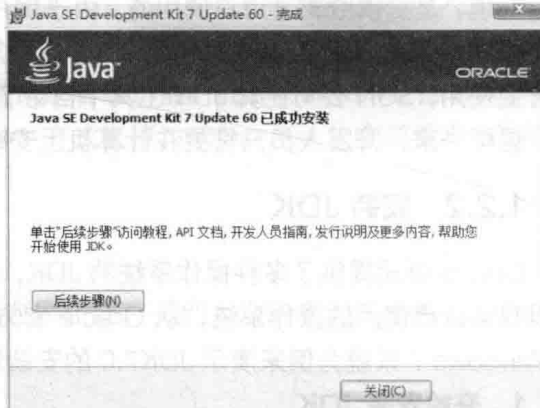 Java SE Development Kit 7 Update 60 - 完成
Java
ORACLE
Java SE Development Kit 7 Update 60 已成功安装
单击"后续步骤"访问教程, API 文档, 开发人员指南, 发行说明及更多内容, 帮助您
开始使用 JDK。
后续步骤(N)
关闭(C)